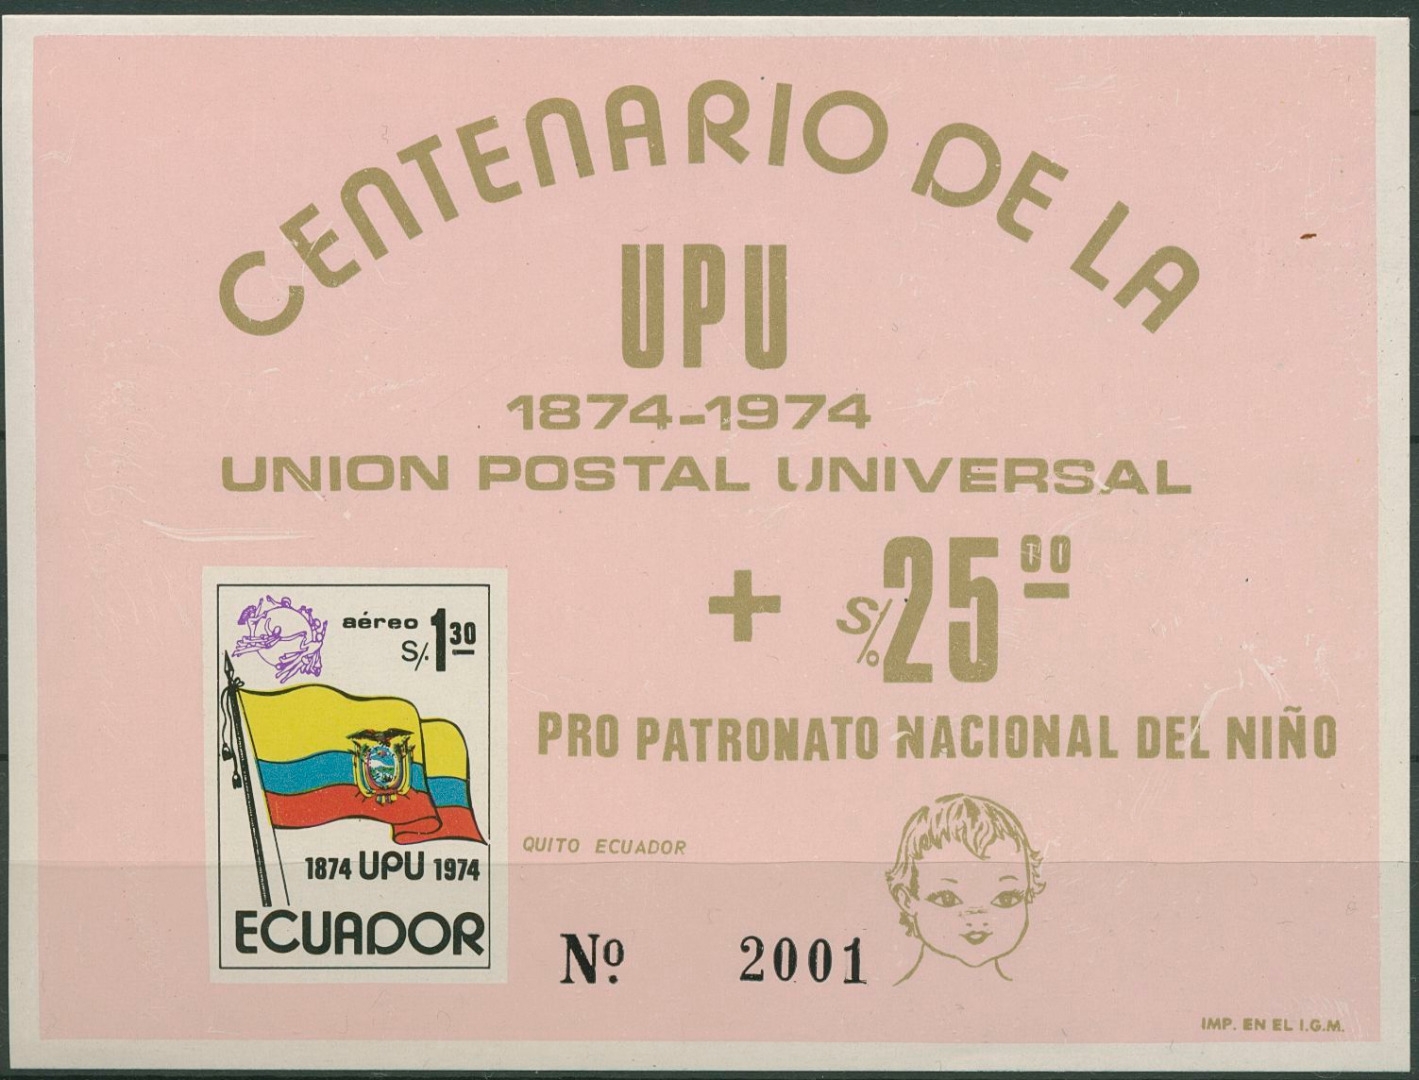 CENTENARIO DE LA
UPU
1874-1974
UNION POSTAL UNIVERSAL
+ S/. 25 00
PRO PATRONATO NACIONAL DEL NIÑO
aéreo
S/. 1 30
1874 UPU 1974
ECUADOR
QUITO ECUADOR
Nº 2001
IMP. EN EL I.G.M.